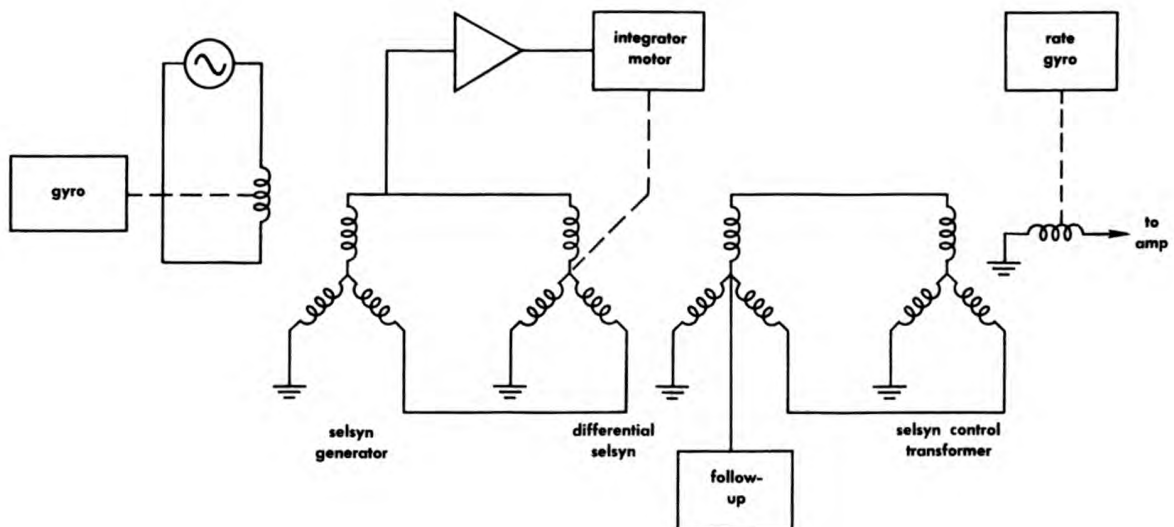 integrator
motor
rate
gyro
gyro
to
amp
selsyn
generator
differential
selsyn
selsyn control
transformer
follow-
up